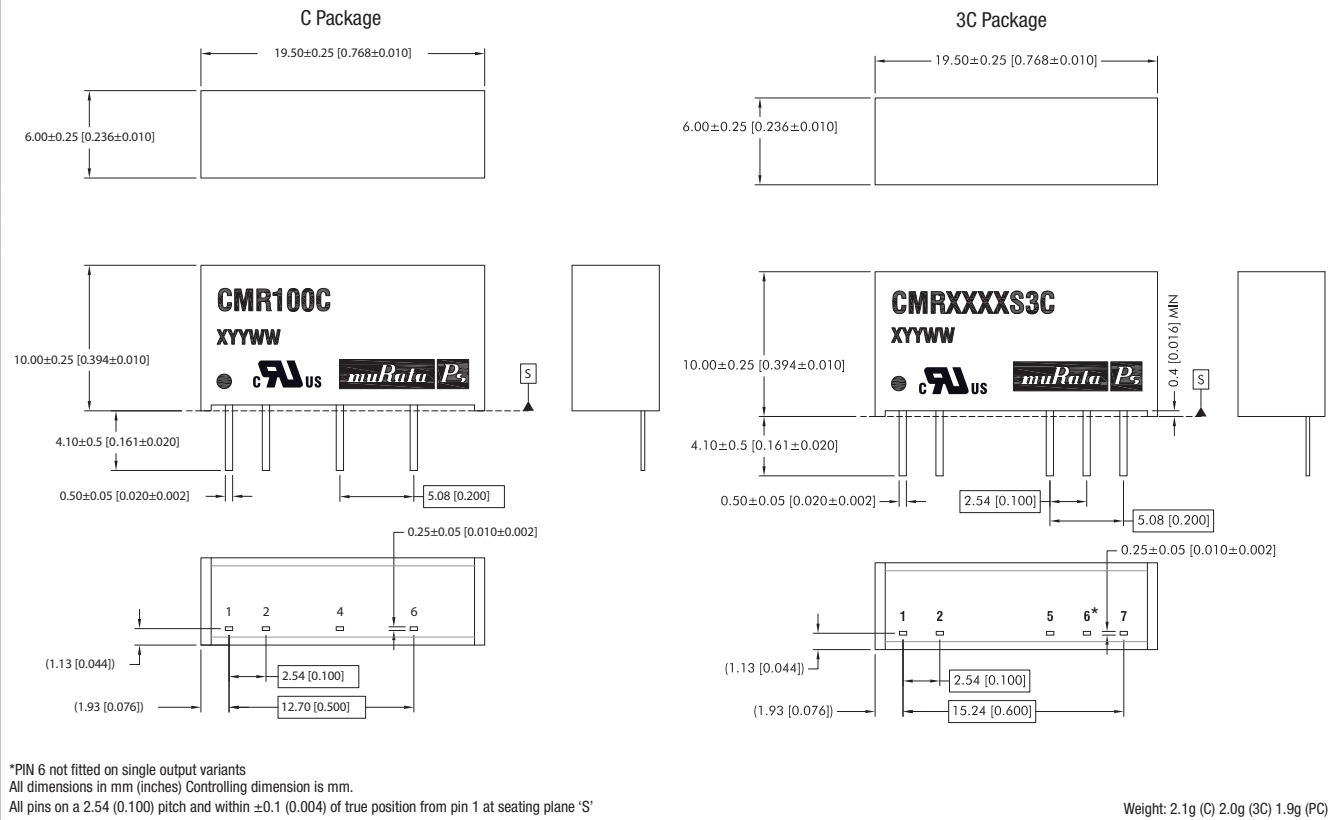 C Package
19.50±0.25 [0.768±0.010]
6.00±0.25 [0.236±0.010]
CMR100C
XYYWW
C RU US
muRata Ps
10.00±0.25 [0.394±0.010]
S
4.10±0.5 [0.161±0.020]
0.50±0.05 [0.020±0.002]
5.08 [0.200]
0.25±0.05 [0.010±0.002]
1 2 4 6
(1.13 [0.044])
2.54 [0.100]
(1.93 [0.076])
12.70 [0.500]
3C Package
19.50±0.25 [0.768±0.010]
6.00±0.25 [0.236±0.010]
CMRXXXXS3C
XYYWW
C RU US
muRata Ps
0.4 [0.016] MIN
10.00±0.25 [0.394±0.010]
S
4.10±0.5 [0.161±0.020]
0.50±0.05 [0.020±0.002]
2.54 [0.100]
5.08 [0.200]
0.25±0.05 [0.010±0.002]
1 2 5 6* 7
(1.13 [0.044])
2.54 [0.100]
(1.93 [0.076])
15.24 [0.600]
*PIN 6 not fitted on single output variants
All dimensions in mm (inches) Controlling dimension is mm.
All pins on a 2.54 (0.100) pitch and within ±0.1 (0.004) of true position from pin 1 at seating plane ‘S’
Weight: 2.1g (C) 2.0g (3C) 1.9g (PC)